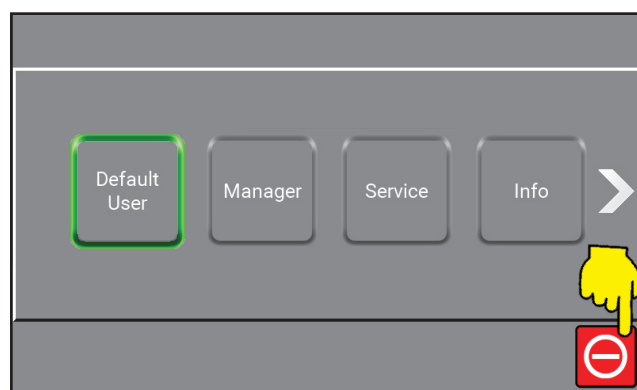 Default
User
Manager
Service
Info